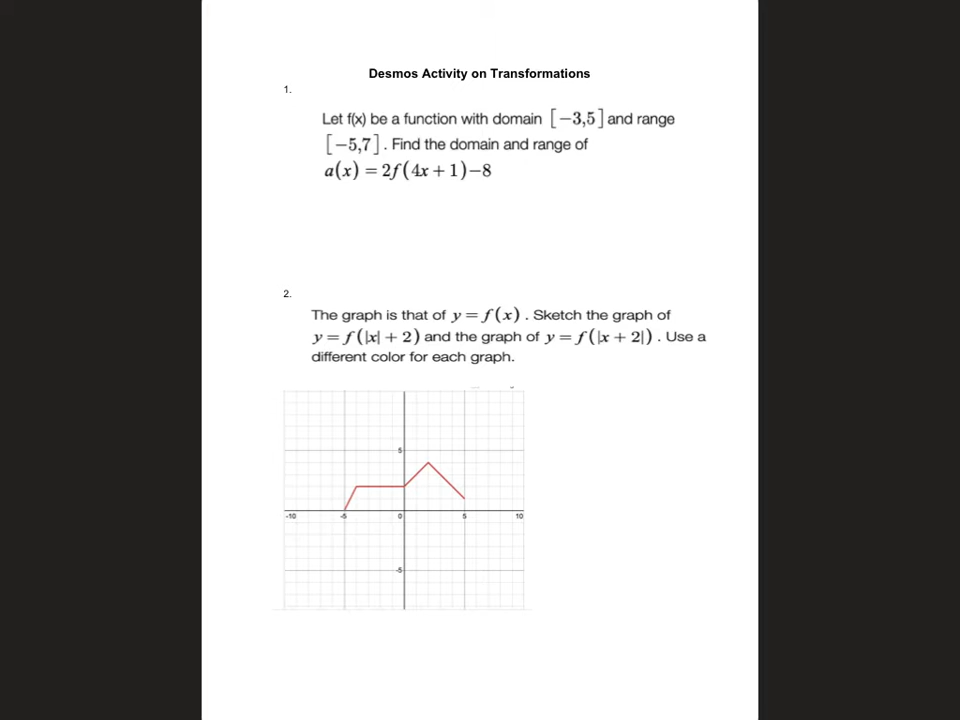 Desmos Activity on Transformations
1.
Let f(x) be a function with domain [−3,5] and range
[−5,7]. Find the domain and range of
a(x) = 2f(4x+1)−8
2.
The graph is that of y = f(x). Sketch the graph of
y = f(|x| + 2) and the graph of y = f(|x + 2|). Use a
different color for each graph.
5
-10 -5 0 5 10
-5